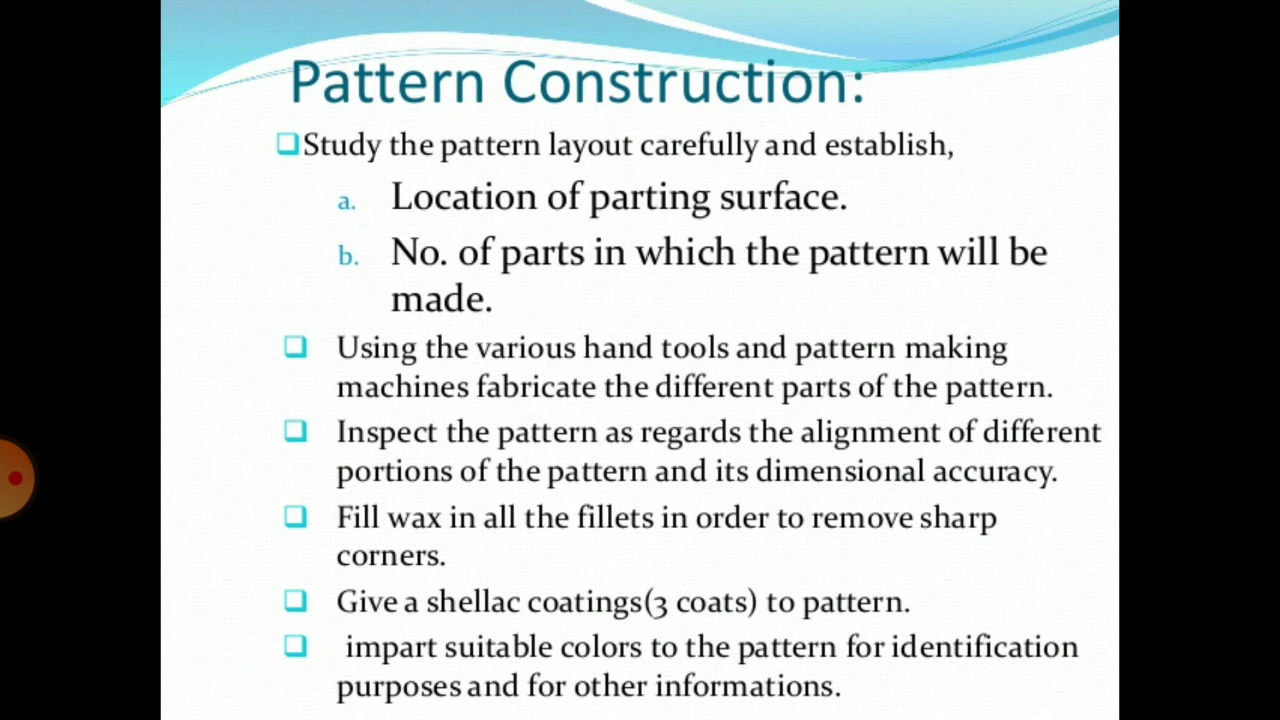 Pattern Construction:
❑Study the pattern layout carefully and establish,
a. Location of parting surface.
b. No. of parts in which the pattern will be
made.
❑ Using the various hand tools and pattern making
machines fabricate the different parts of the pattern.
❑ Inspect the pattern as regards the alignment of different
portions of the pattern and its dimensional accuracy.
❑ Fill wax in all the fillets in order to remove sharp
corners.
❑ Give a shellac coatings(3 coats) to pattern.
❑ impart suitable colors to the pattern for identification
purposes and for other informations.